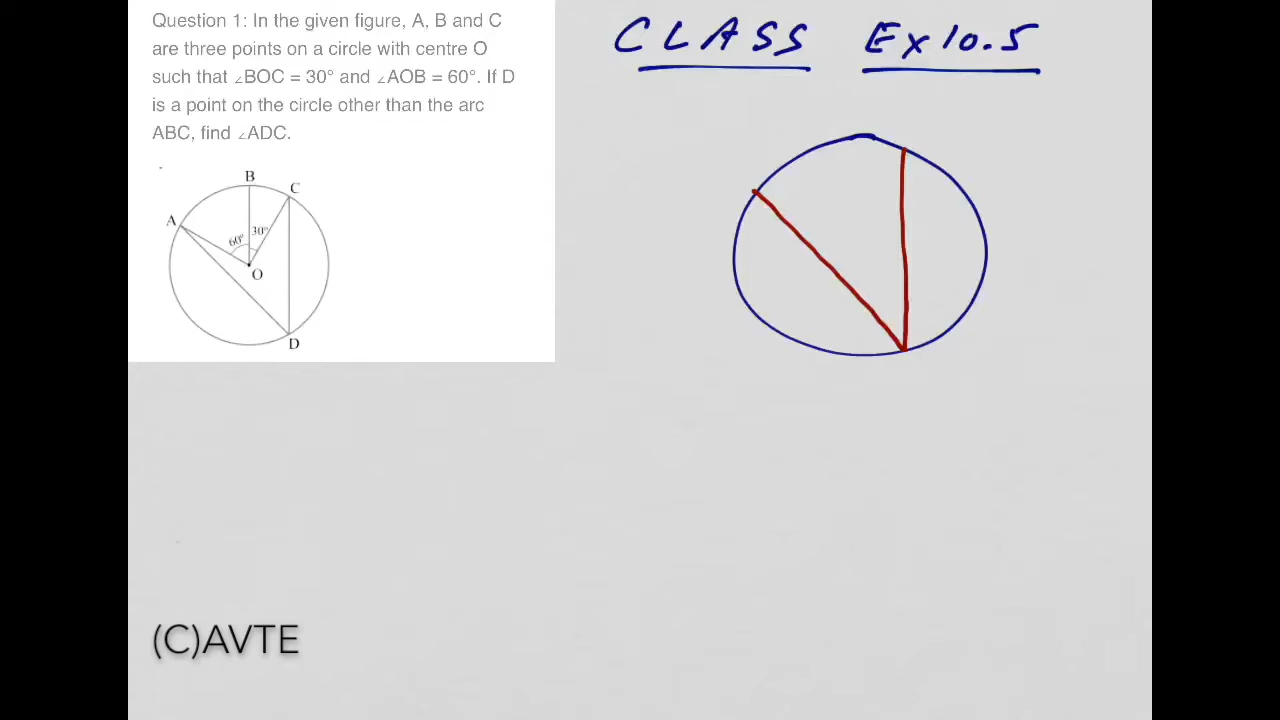 Question 1: In the given figure, A, B and C
are three points on a circle with centre O
such that ∠BOC = 30° and ∠AOB = 60°. If D
is a point on the circle other than the arc
ABC, find ∠ADC.
B
C
A
60°
30°
O
D
CLASS Ex10.5
(C)AVTE